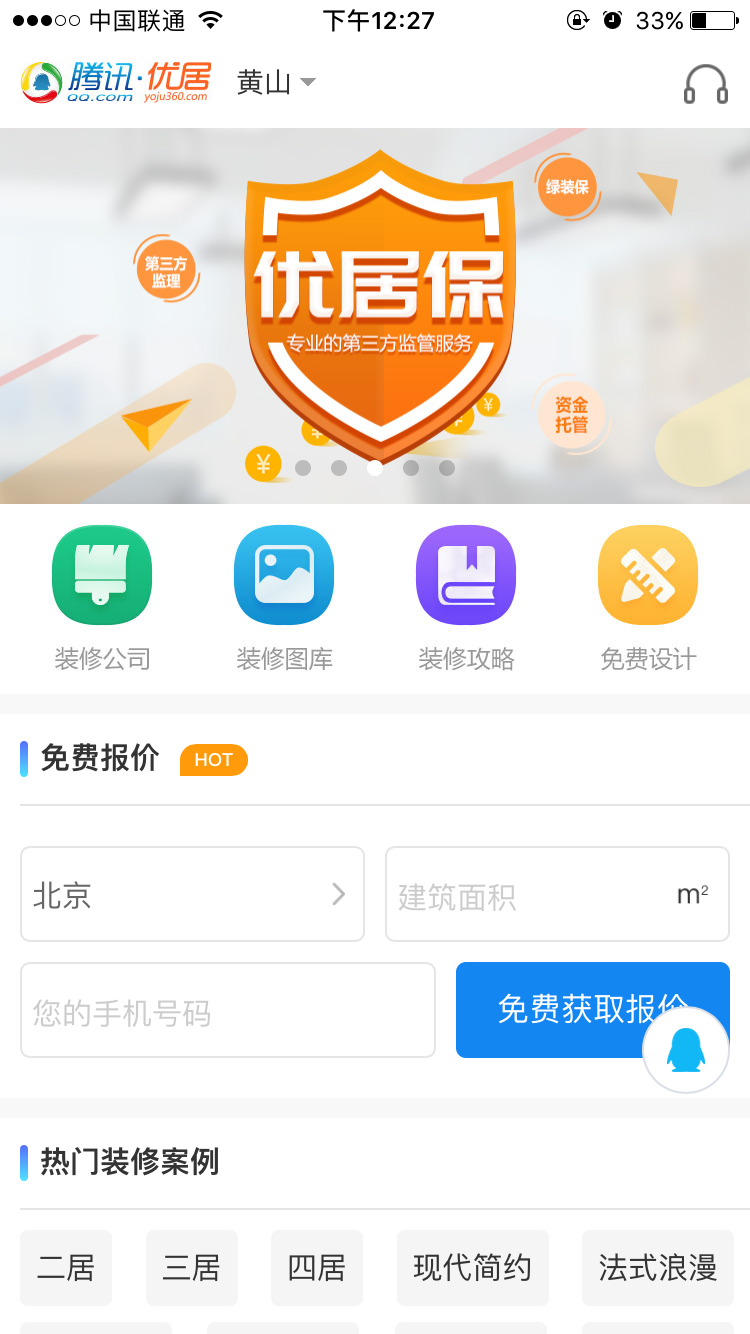 中国联通
下午12:27
33%
腾讯·优居
qq.com yoju360.com
黄山
绿装保
第三方
监理
优居保
专业的第三方监管服务
资金
托管
¥
¥
¥
¥
装修公司
装修图库
装修攻略
免费设计
免费报价
HOT
北京
建筑面积
m²
您的手机号码
免费获取报价
热门装修案例
二居
三居
四居
现代简约
法式浪漫